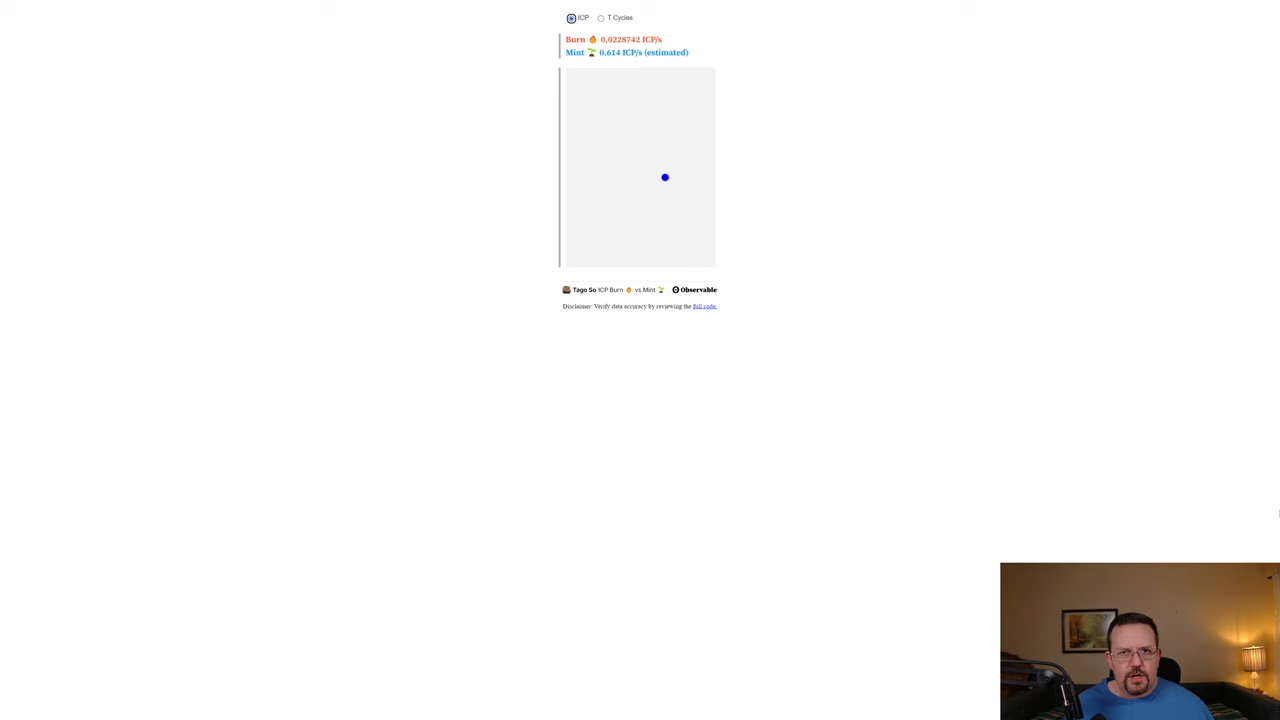 ICP T Cycles
Burn 🔥 0.0228742 ICP/s
Mint 🌱 0.614 ICP/s (estimated)
Tago So ICP Burn 🔥 vs Mint 🌱 Observable
Disclaimer: Verify data accuracy by reviewing the full code.